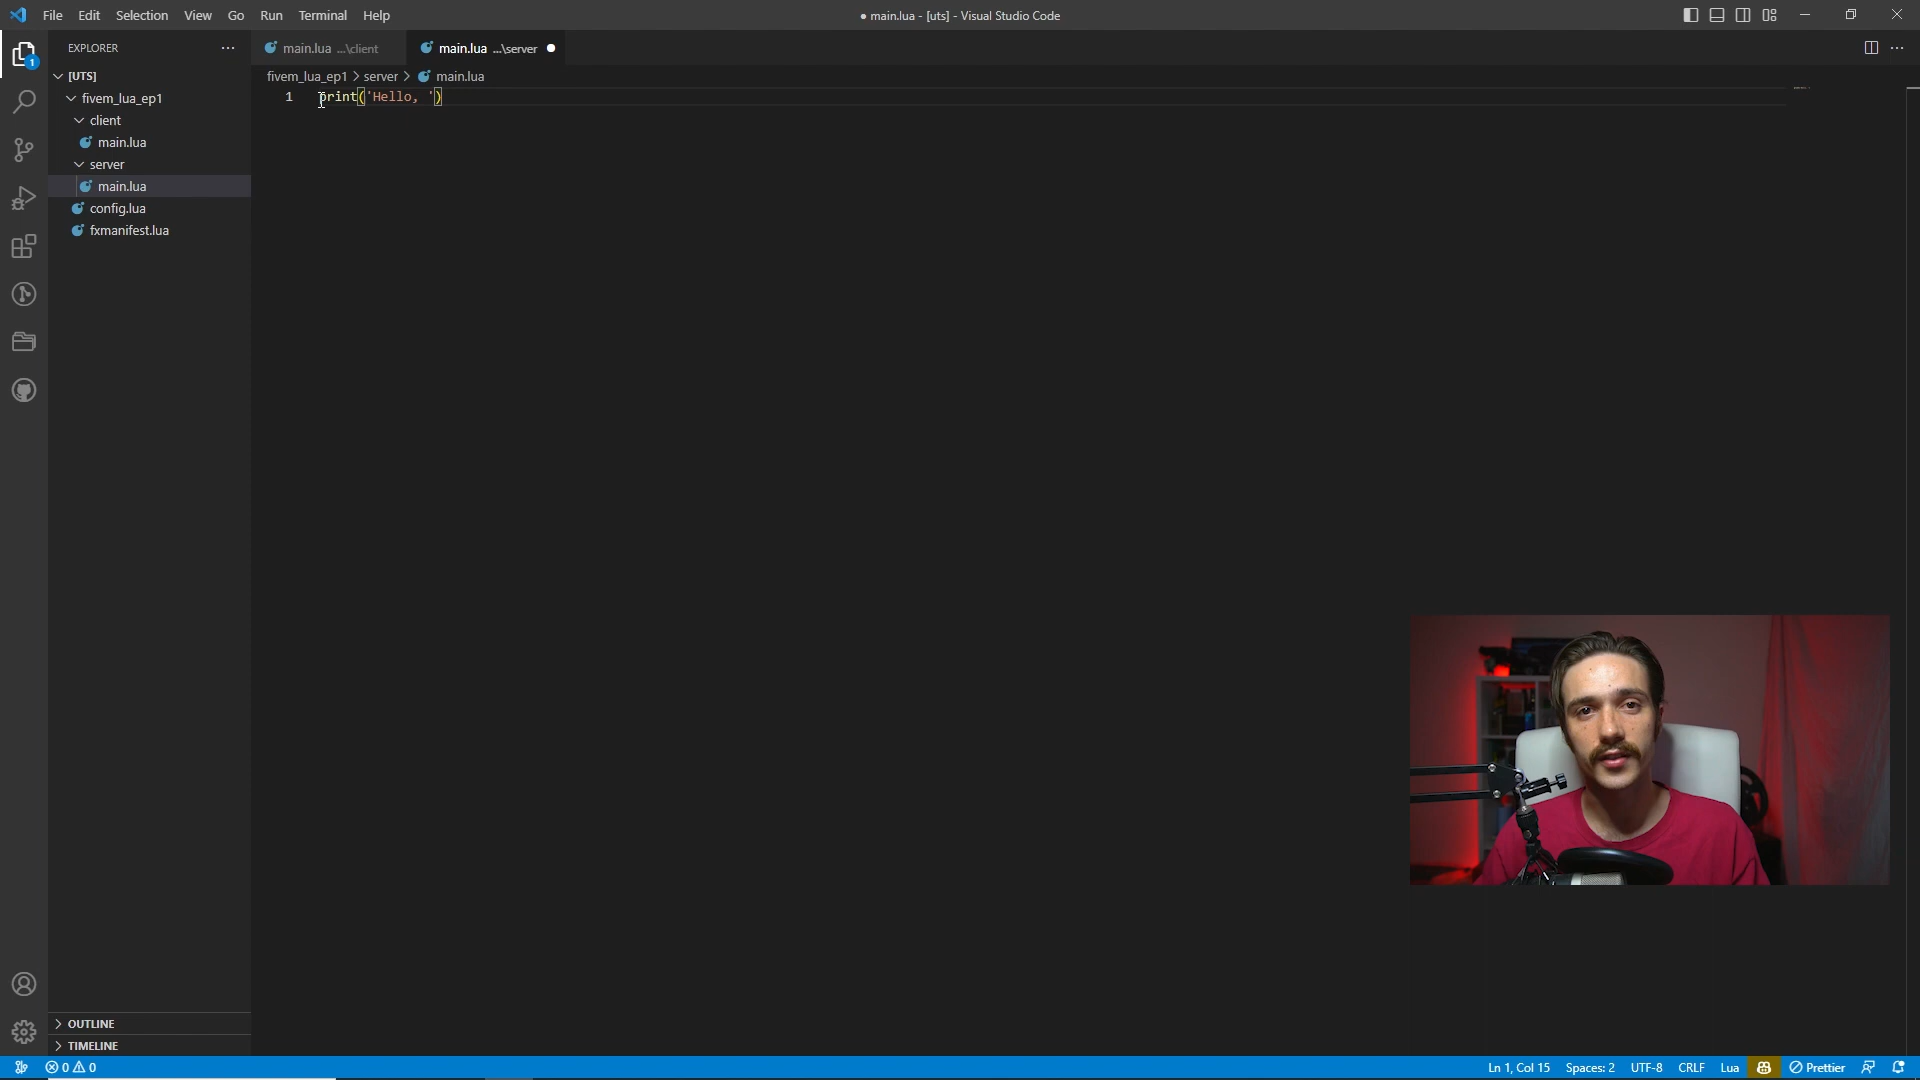 File Edit Selection View Go Run Terminal Help
● main.lua - [uts] - Visual Studio Code
EXPLORER
main.lua ...\client
main.lua ...\server
1
[UTS]
fivem_lua_ep1 > server > main.lua
fivem_lua_ep1
1 print('Hello, ')
client
main.lua
server
main.lua
config.lua
fxmanifest.lua
OUTLINE
TIMELINE
0 0
Ln 1, Col 15 Spaces: 2 UTF-8 CRLF Lua Prettier